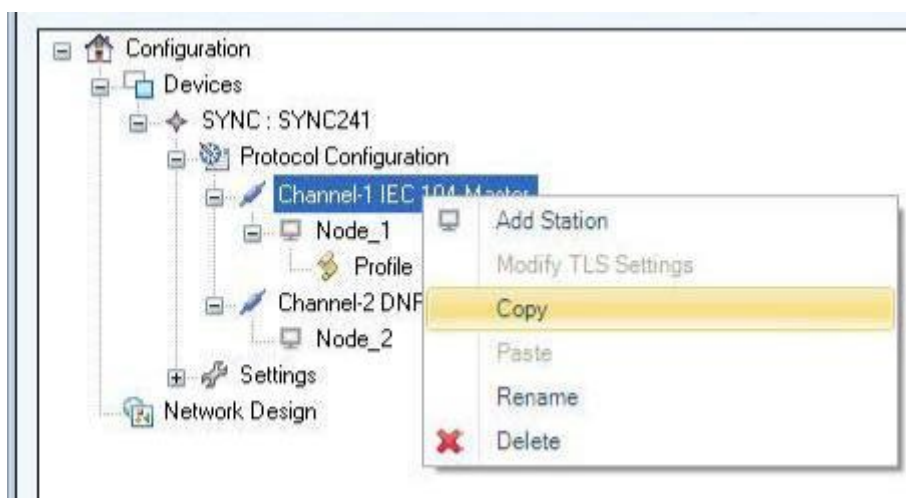 Configuration
Devices
SYNC : SYNC241
Protocol Configuration
Channel-1 IEC 104 Master
Node_1
Profile
Channel-2 DNP
Node_2
Settings
Network Design
Add Station
Modify TLS Settings
Copy
Paste
Rename
Delete